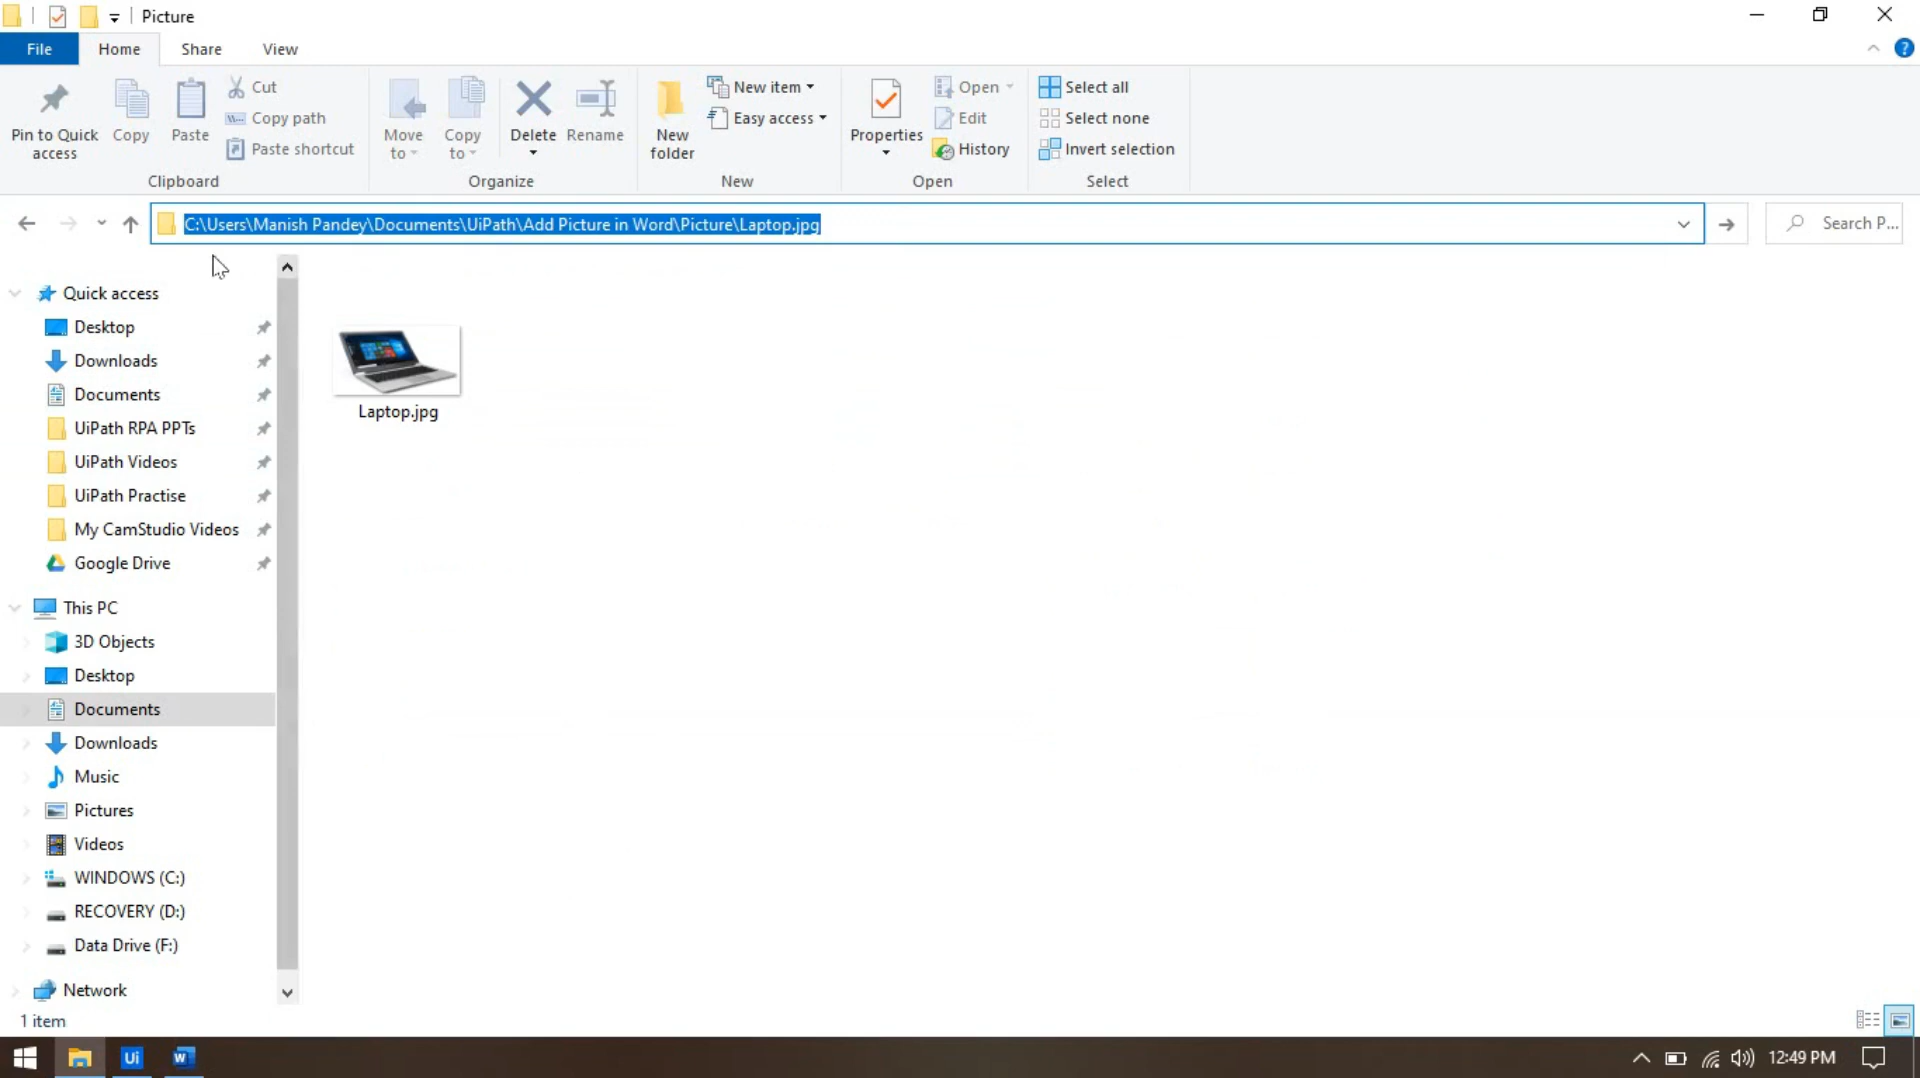 Picture
File Home Share View
Pin to Quick access
Copy
Paste
Cut
Copy path
Paste shortcut
Clipboard
Move to
Copy to
Delete
Rename
Organize
New folder
New item
Easy access
New
Properties
Open
Edit
History
Open
Select all
Select none
Invert selection
Select
C:\Users\Manish Pandey\Documents\UiPath\Add Picture in Word\Picture\Laptop.jpg
Search P...
Quick access
Desktop
Downloads
Documents
UiPath RPA PPTs
UiPath Videos
UiPath Practise
My CamStudio Videos
Google Drive
This PC
3D Objects
Desktop
Documents
Downloads
Music
Pictures
Videos
WINDOWS (C:)
RECOVERY (D:)
Data Drive (F:)
Network
Laptop.jpg
1 item
Ui
W
12:49 PM